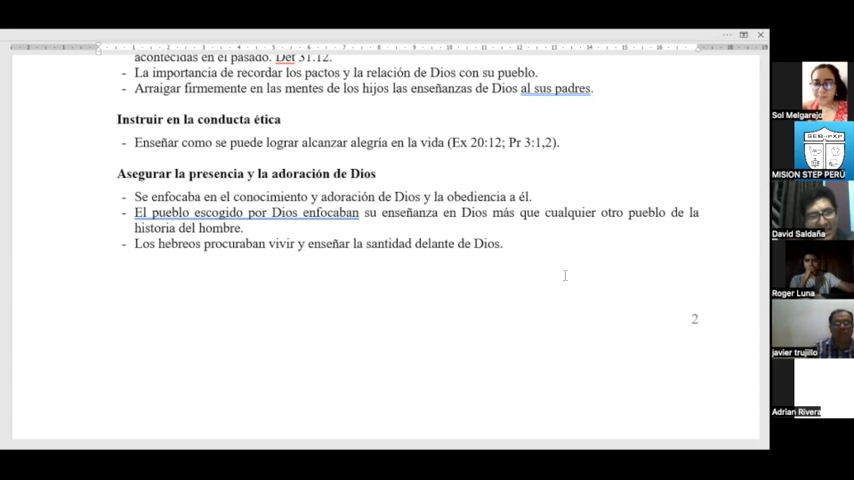 acontecidas en el pasado. Det 31.12.
- La importancia de recordar los pactos y la relación de Dios con su pueblo.
- Arraigar firmemente en las mentes de los hijos las enseñanzas de Dios al sus padres.
Instruir en la conducta ética
- Enseñar como se puede lograr alcanzar alegría en la vida (Ex 20:12; Pr 3:1,2).
Asegurar la presencia y la adoración de Dios
- Se enfocaba en el conocimiento y adoración de Dios y la obediencia a él.
- El pueblo escogido por Dios enfocaban su enseñanza en Dios más que cualquier otro pueblo de la
historia del hombre.
- Los hebreos procuraban vivir y enseñar la santidad delante de Dios.
2
Sol Melgarejo
MISION STEP PERÚ
David Saldaña
Roger Luna
javier trujillo
Adrian Rivera